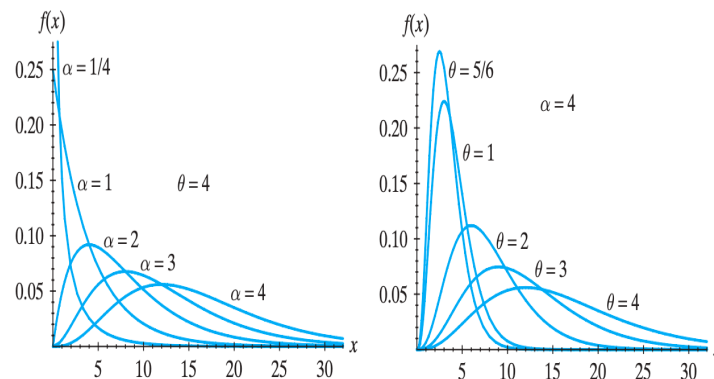 f(x)
0.25
0.20
0.15
0.10
0.05
α = 1/4
α = 1
θ = 4
α = 2
α = 3
α = 4
5 10 15 20 25 30
x
f(x)
0.25
0.20
0.15
0.10
0.05
θ = 5/6
α = 4
θ = 1
θ = 2
θ = 3
θ = 4
5 10 15 20 25 30